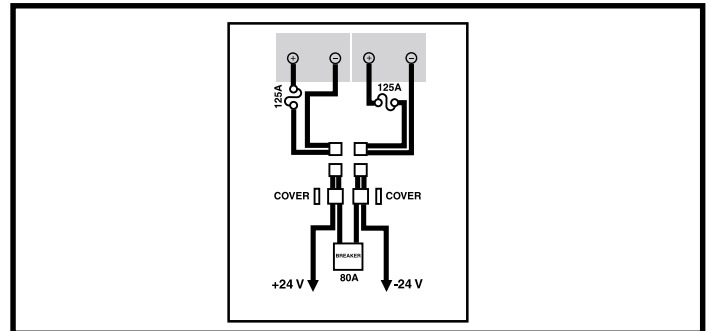 + − + −
125A
125A
COVER
COVER
BREAKER
80A
+24 V
-24 V